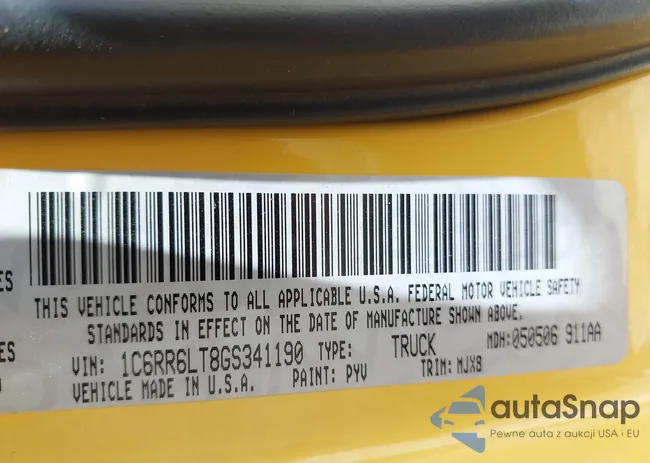 ES
THIS VEHICLE CONFORMS TO ALL APPLICABLE U.S.A. FEDERAL MOTOR VEHICLE SAFETY
STANDARDS IN EFFECT ON THE DATE OF MANUFACTURE SHOWN ABOVE.
ES VIN: 1C6RR6LT8GS341190 TYPE: TRUCK MDH: 050506 911AA
VEHICLE MADE IN U.S.A. PAINT: PYV TRIM: MJX8
autaSnap
Pewne auta z aukcji USA i EU